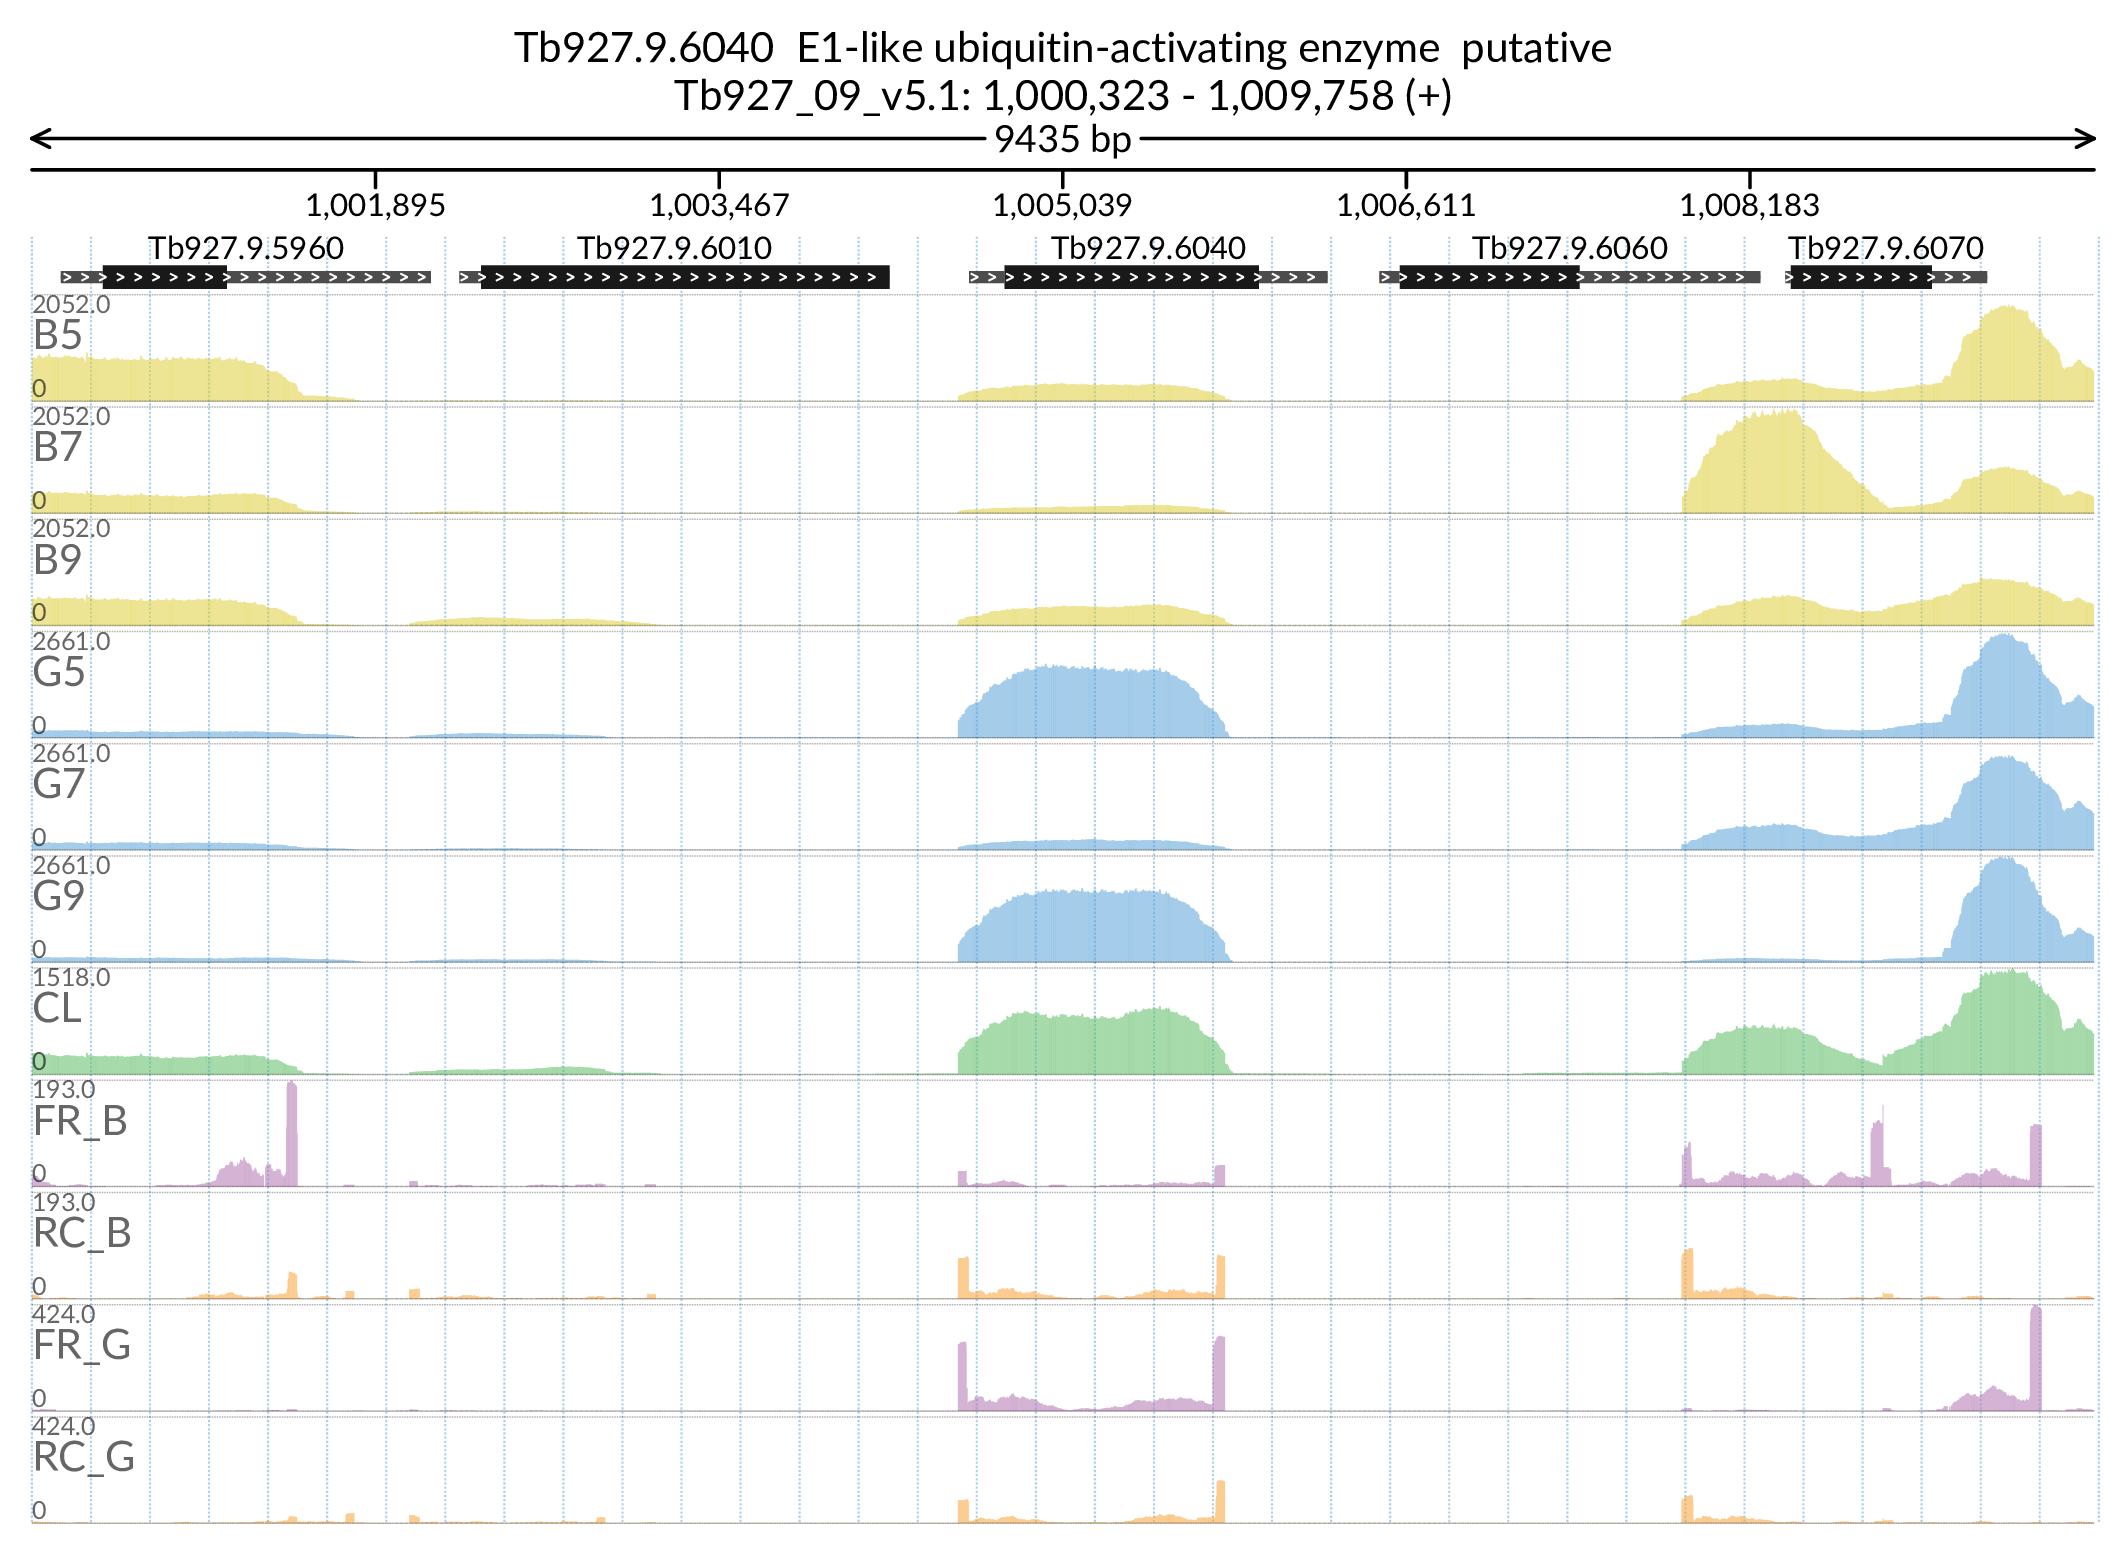 Tb927.9.6040  E1-like ubiquitin-activating enzyme  putative
Tb927_09_v5.1: 1,000,323 - 1,009,758 (+)
9435 bp
1,001,895 1,003,467 1,005,039 1,006,611 1,008,183
Tb927.9.5960 Tb927.9.6010 Tb927.9.6040 Tb927.9.6060 Tb927.9.6070
2052.0
B5
0
2052.0
B7
0
2052.0
B9
0
2661.0
G5
0
2661.0
G7
0
2661.0
G9
0
1518.0
CL
0
193.0
FR_B
0
193.0
RC_B
0
424.0
FR_G
0
424.0
RC_G
0